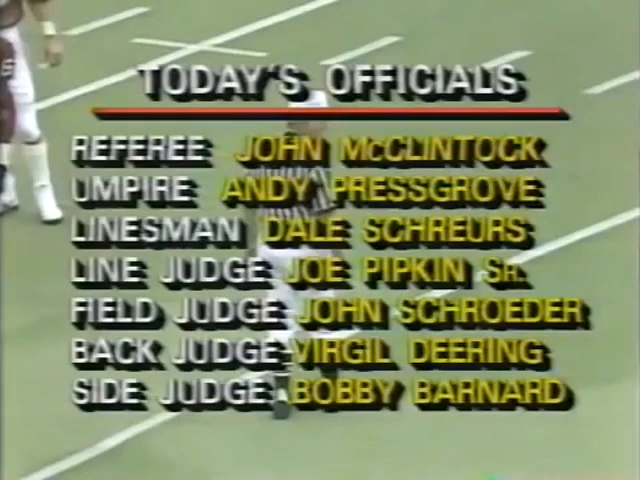 TODAY'S OFFICIALS
REFEREE JOHN McCLINTOCK
UMPIRE ANDY PRESSGROVE
LINESMAN DALE SCHREURS
LINE JUDGE JOE PIPKIN SR.
FIELD JUDGE JOHN SCHROEDER
BACK JUDGE VIRGIL DEERING
SIDE JUDGE BOBBY BARNARD